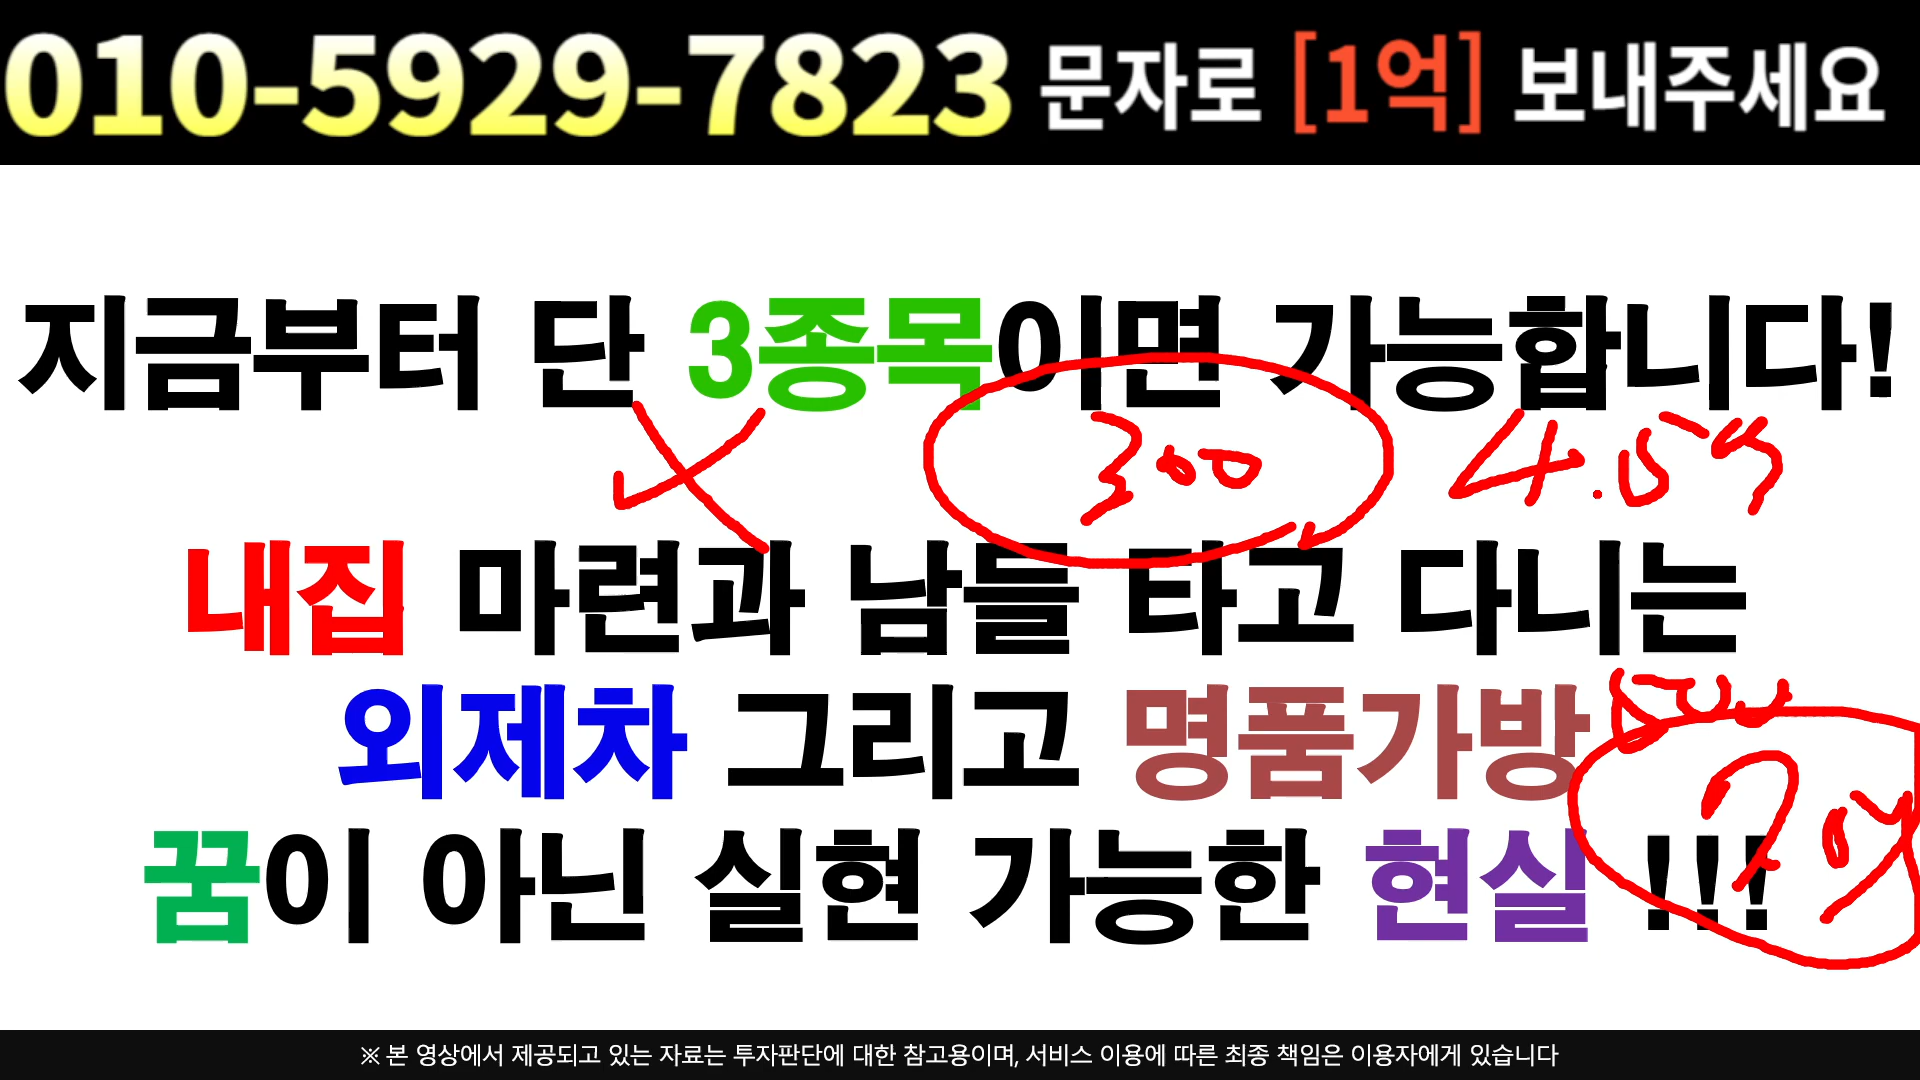 010-5929-7823 문자로 [1억] 보내주세요
지금부터 단 3종목이면 가능합니다!
300 4.5억
내집 마련과 남들 타고 다니는
500
외제차 그리고 명품가방
꿈이 아닌 실현 가능한 현실 !!!
※ 본 영상에서 제공되고 있는 자료는 투자판단에 대한 참고용이며, 서비스 이용에 따른 최종 책임은 이용자에게 있습니다